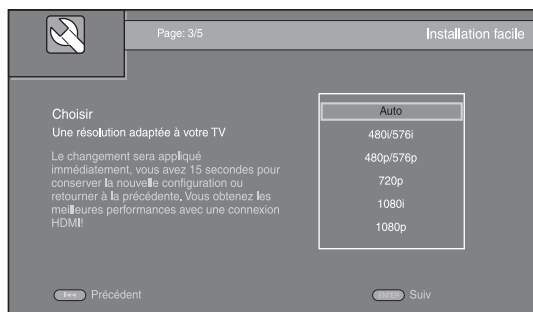 Page: 3/5
Installation facile
Choisir
Une résolution adaptée à votre TV
Le changement sera appliqué
immédiatement, vous avez 15 secondes pour
conserver la nouvelle configuration ou
retourner à la précédente. Vous obtenez les
meilleures performances avec une connexion
HDMI!
Auto
480i/576i
480p/576p
720p
1080i
1080p
Précédent
ENTER Suiv